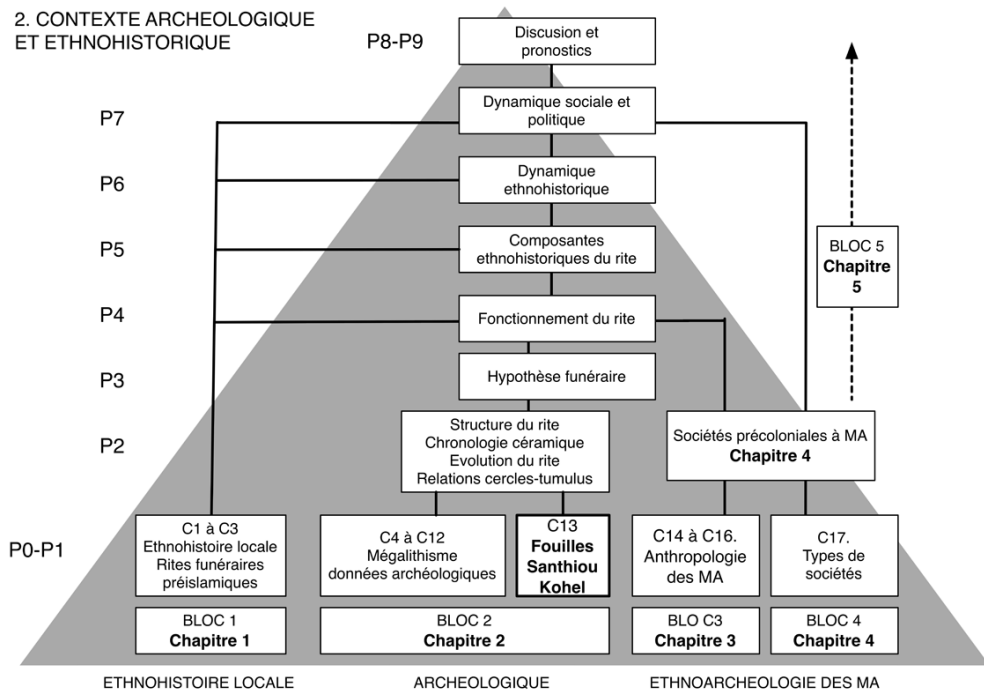 2. CONTEXTE ARCHEOLOGIQUE
ET ETHNOHISTORIQUE
P8-P9
Discusion et
pronostics
P7
Dynamique sociale et
politique
P6
Dynamique
ethnohistorique
P5
Composantes
ethnohistoriques du rite
BLOC 5
Chapitre
5
P4
Fonctionnement du rite
P3
Hypothèse funéraire
P2
Structure du rite
Chronologie céramique
Evolution du rite
Relations cercles-tumulus
Sociétés précoloniales à MA
Chapitre 4
P0-P1
C1 à C3
Ethnohistoire locale
Rites funéraires
préislamiques
C4 à C12
Mégalithisme
données archéologiques
C13
Fouilles
Santhiou
Kohel
C14 à C16.
Anthropologie
des MA
C17.
Types de
sociétés
BLOC 1
Chapitre 1
BLOC 2
Chapitre 2
BLO C3
Chapitre 3
BLOC 4
Chapitre 4
ETHNOHISTOIRE LOCALE
ARCHEOLOGIQUE
ETHNOARCHEOLOGIE DES MA